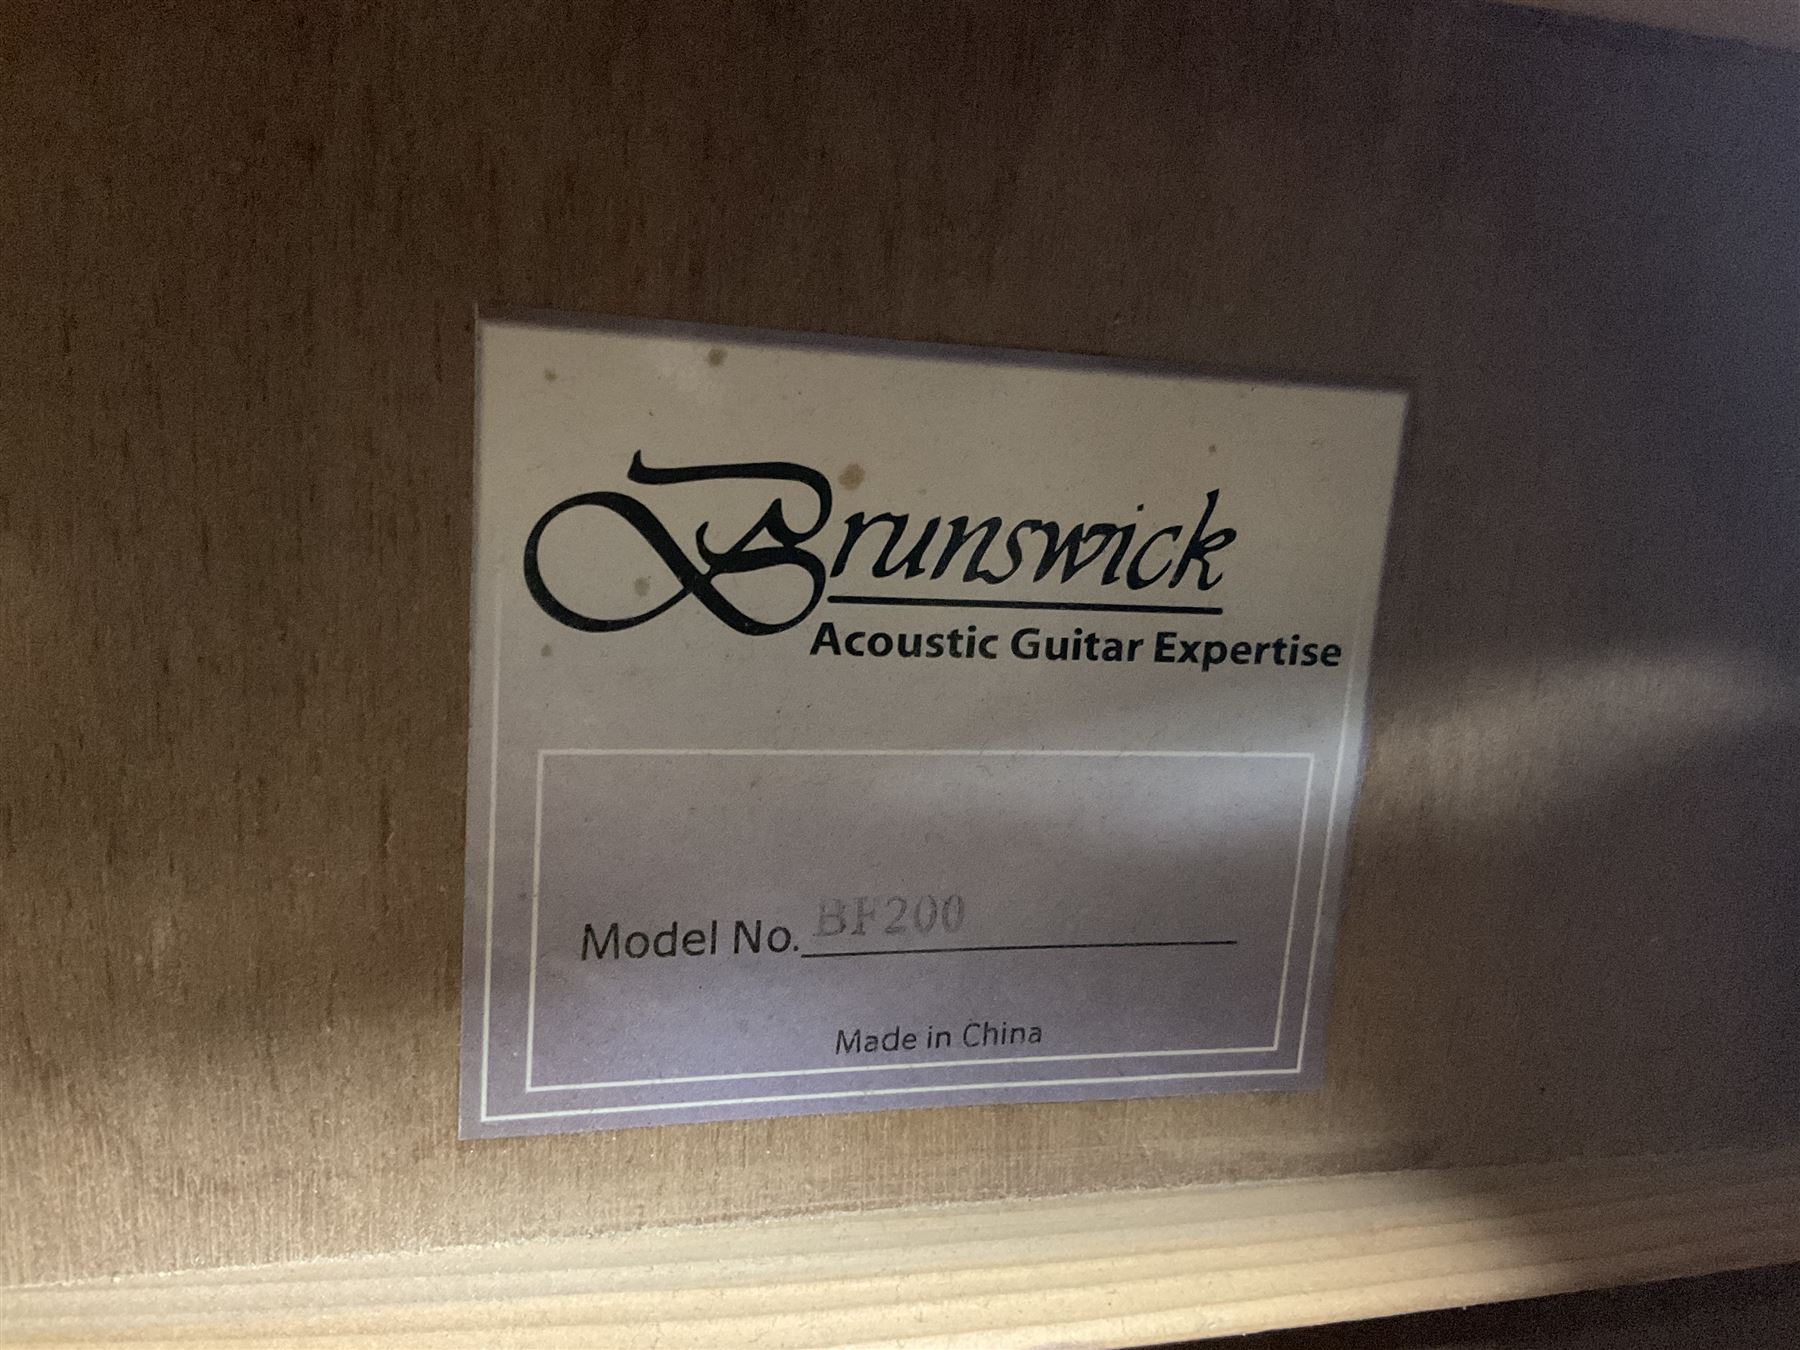 Brunswick
Acoustic Guitar Expertise
Model No. BF200
Made in China